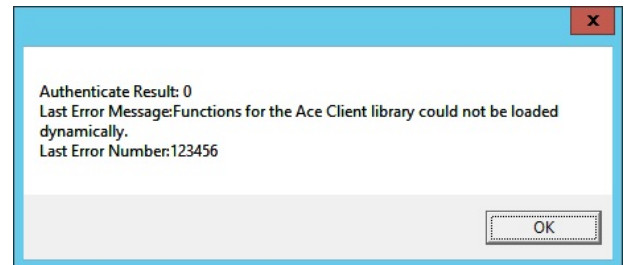 x
Authenticate Result: 0
Last Error Message:Functions for the Ace Client library could not be loaded
dynamically.
Last Error Number:123456
OK